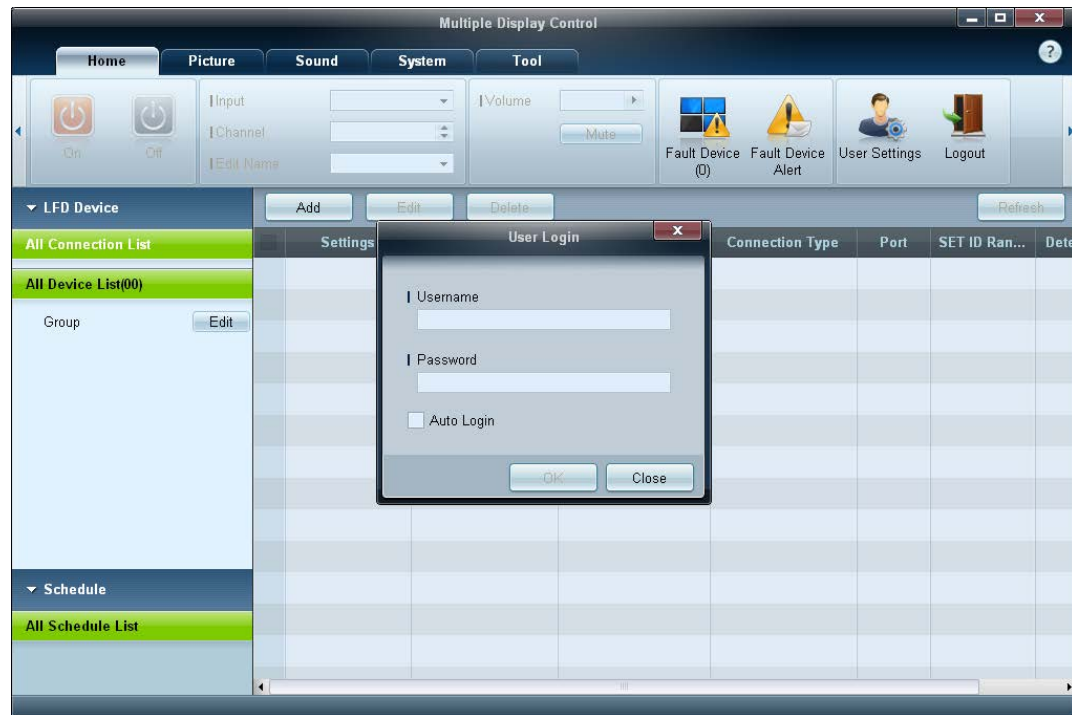 Multiple Display Control
Home Picture Sound System Tool
Input
Volume
Channel
Mute
Edit Name
On Off
Fault Device (0)
Fault Device Alert
User Settings
Logout
LFD Device
Add Edit Delete Refresh
All Connection List
Settings Connection Type Port SET ID Ran... Dete
All Device List(00)
Group Edit
User Login
Username
Password
Auto Login
OK Close
Schedule
All Schedule List